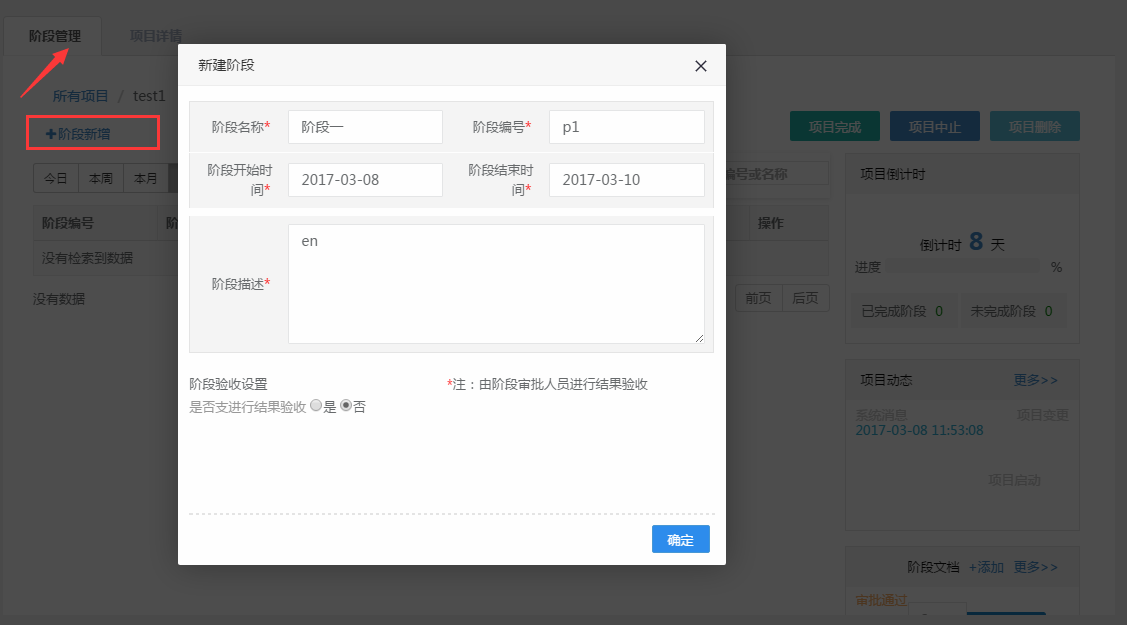 阶段管理
项目详情
新建阶段
所有项目 / test1
+阶段新增
阶段名称* 阶段一
阶段编号* p1
项目完成 项目中止 项目删除
今日 本周 本月
阶段开始时
间*
2017-03-08
阶段结束时
间*
2017-03-10
编号或名称
项目倒计时
阶段编号
阶
操作
没有检索到数据
没有数据
阶段描述*
en
前页 后页
倒计时 8 天
进度 %
已完成阶段 0 未完成阶段 0
阶段验收设置
*注：由阶段审批人员进行结果验收
是否支进行结果验收 是 否
项目动态 更多>>
系统消息 项目变更
2017-03-08 11:53:08
项目启动
确定
阶段文档 +添加 更多>>
审批通过